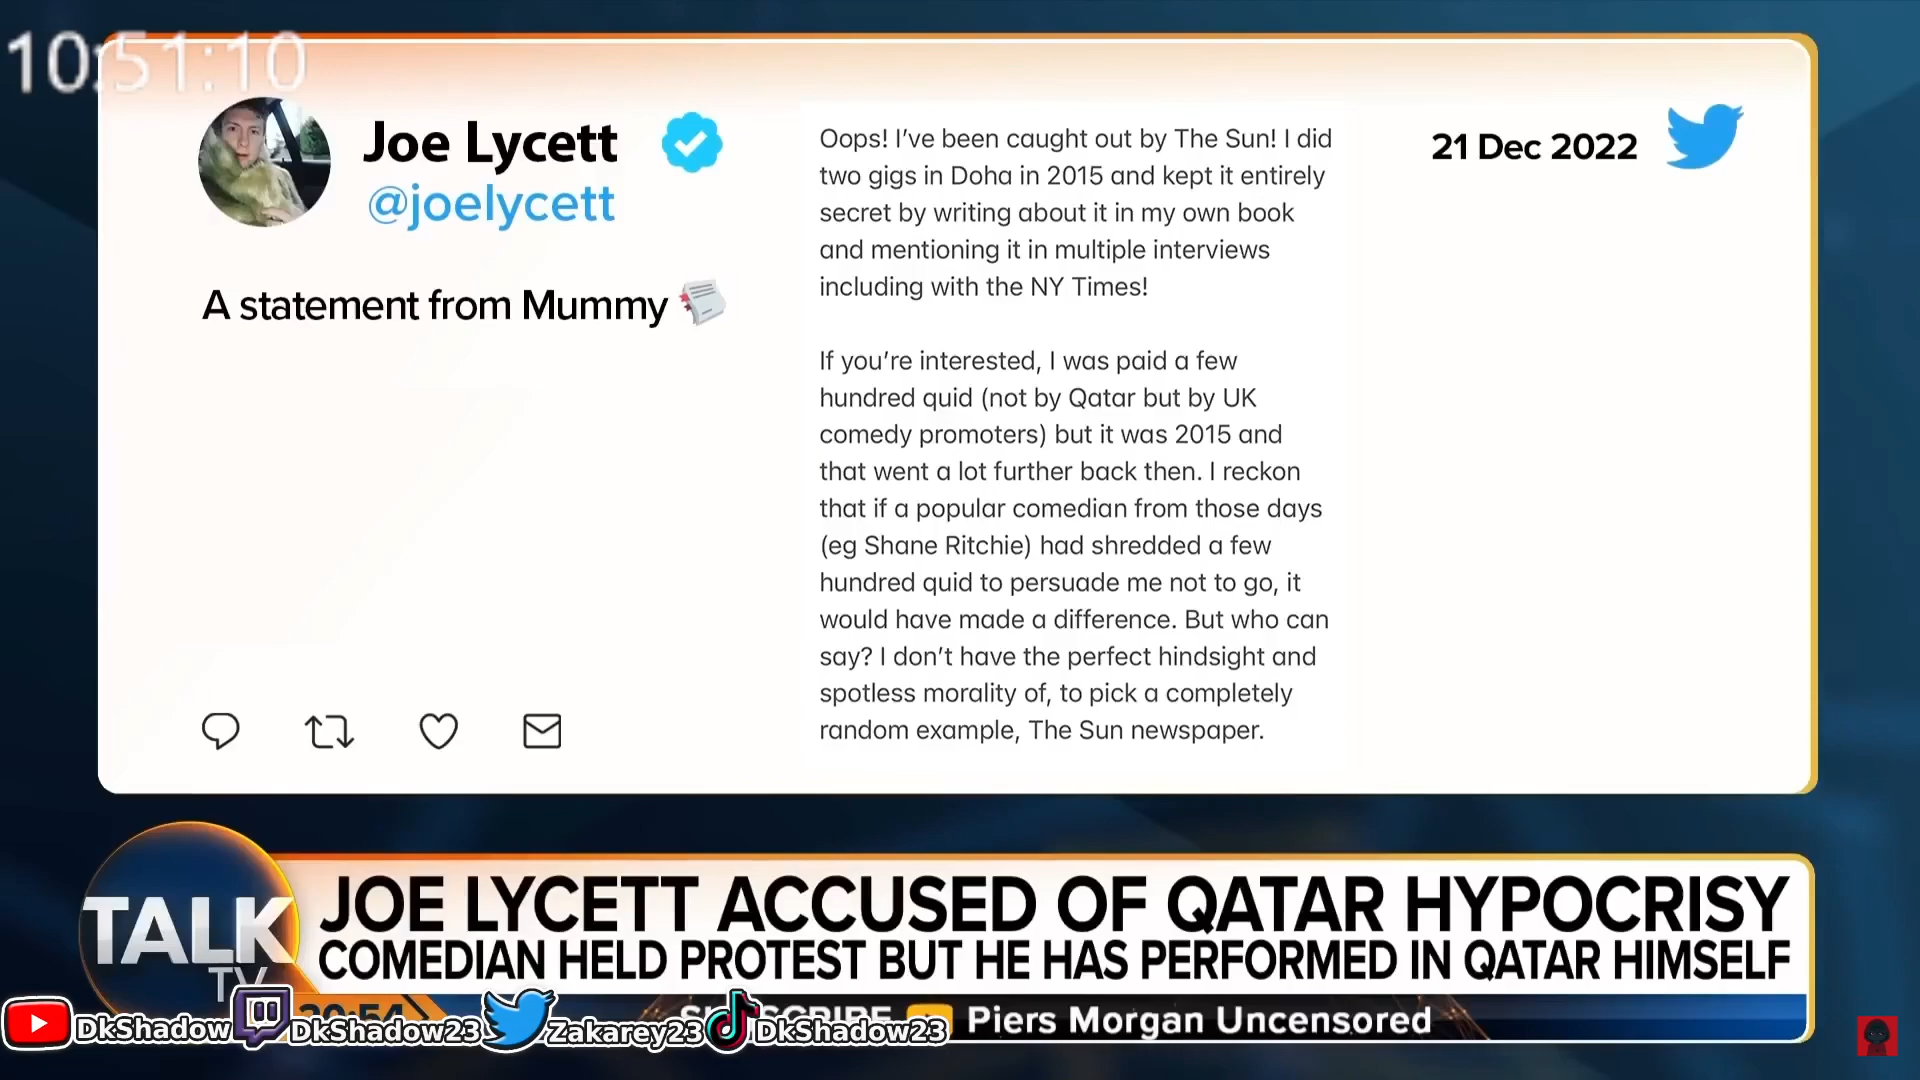 10:51:10
Joe Lycett
@joelycett
A statement from Mummy
Oops! I've been caught out by The Sun! I did
two gigs in Doha in 2015 and kept it entirely
secret by writing about it in my own book
and mentioning it in multiple interviews
including with the NY Times!
If you're interested, I was paid a few
hundred quid (not by Qatar but by UK
comedy promoters) but it was 2015 and
that went a lot further back then. I reckon
that if a popular comedian from those days
(eg Shane Ritchie) had shredded a few
hundred quid to persuade me not to go, it
would have made a difference. But who can
say? I don't have the perfect hindsight and
spotless morality of, to pick a completely
random example, The Sun newspaper.
21 Dec 2022
TALK
TV
JOE LYCETT ACCUSED OF QATAR HYPOCRISY
COMEDIAN HELD PROTEST BUT HE HAS PERFORMED IN QATAR HIMSELF
20:54
SUBSCRIBE
Piers Morgan Uncensored
DkShadow
DkShadow23
Zakarey23
DkShadow23